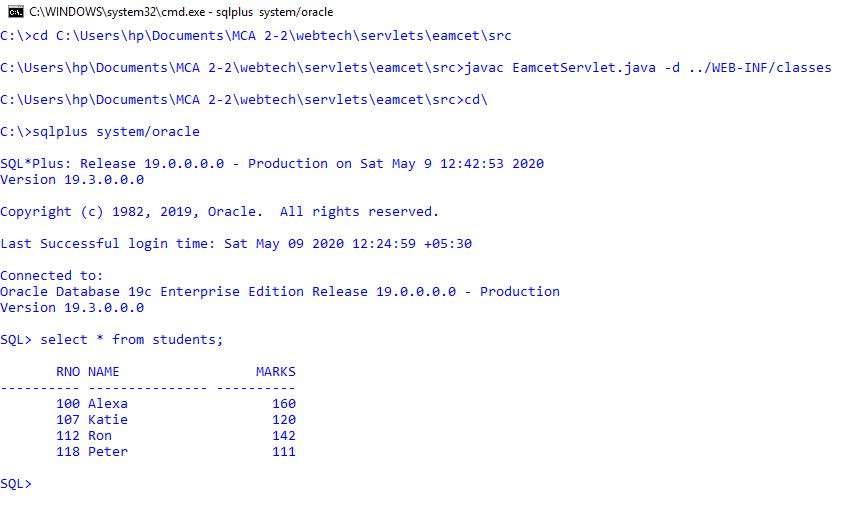 C:\WINDOWS\system32\cmd.exe - sqlplus system/oracle
C:\>cd C:\Users\hp\Documents\MCA 2-2\webtech\servlets\eamcet\src
C:\Users\hp\Documents\MCA 2-2\webtech\servlets\eamcet\src>javac EamcetServlet.java -d ../WEB-INF/classes
C:\Users\hp\Documents\MCA 2-2\webtech\servlets\eamcet\src>cd\
C:\>sqlplus system/oracle
SQL*Plus: Release 19.0.0.0.0 - Production on Sat May 9 12:42:53 2020
Version 19.3.0.0.0
Copyright (c) 1982, 2019, Oracle.  All rights reserved.
Last Successful login time: Sat May 09 2020 12:24:59 +05:30
Connected to:
Oracle Database 19c Enterprise Edition Release 19.0.0.0.0 - Production
Version 19.3.0.0.0
SQL> select * from students;
       RNO NAME                 MARKS
---------- --------------- ----------
       100 Alexa                  160
       107 Katie                  120
       112 Ron                    142
       118 Peter                  111
SQL>